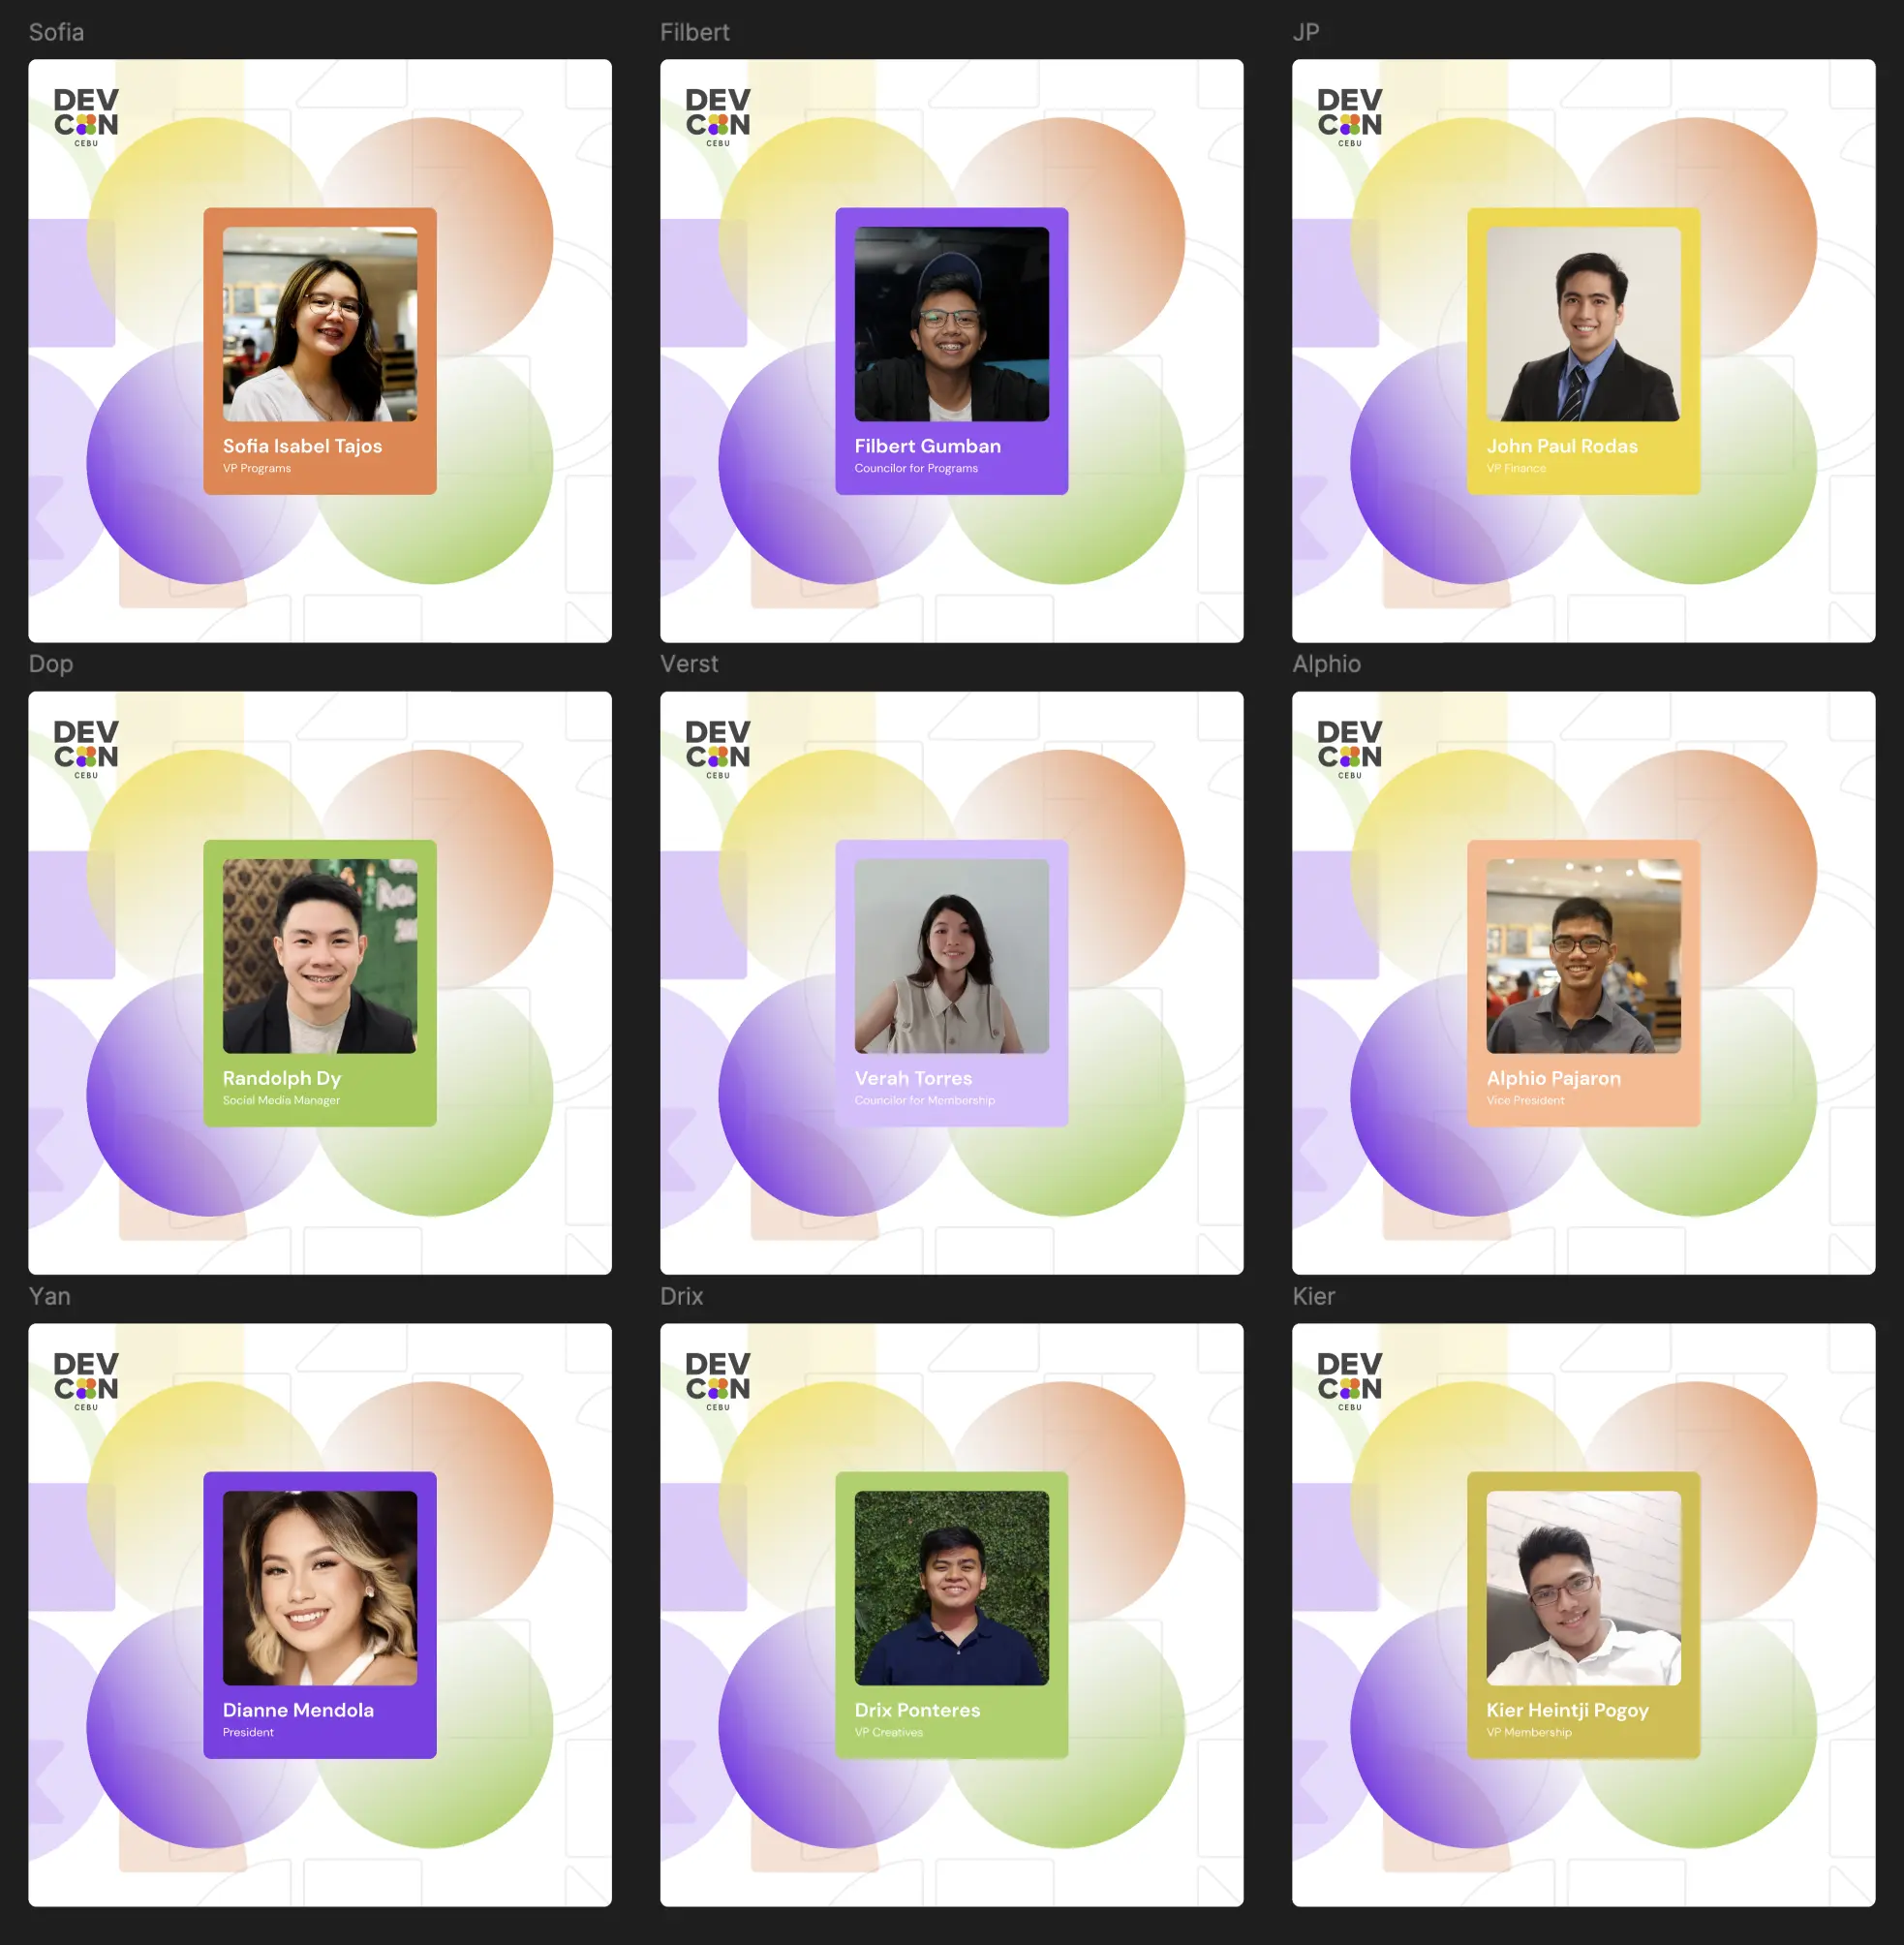 Sofia
Filbert
JP
DEV
CON
CEBU
Sofia Isabel Tajos
VP Programs
DEV
CON
CEBU
Filbert Gumban
Councilor for Programs
DEV
CON
CEBU
John Paul Rodas
VP Finance
Dop
Verst
Alphio
DEV
CON
CEBU
Randolph Dy
Social Media Manager
DEV
CON
CEBU
Verah Torres
Councilor for Membership
DEV
CON
CEBU
Alphio Pajaron
Vice President
Yan
Drix
Kier
DEV
CON
CEBU
Dianne Mendola
President
DEV
CON
CEBU
Drix Ponteres
VP Creatives
DEV
CON
CEBU
Kier Heintji Pogoy
VP Membership